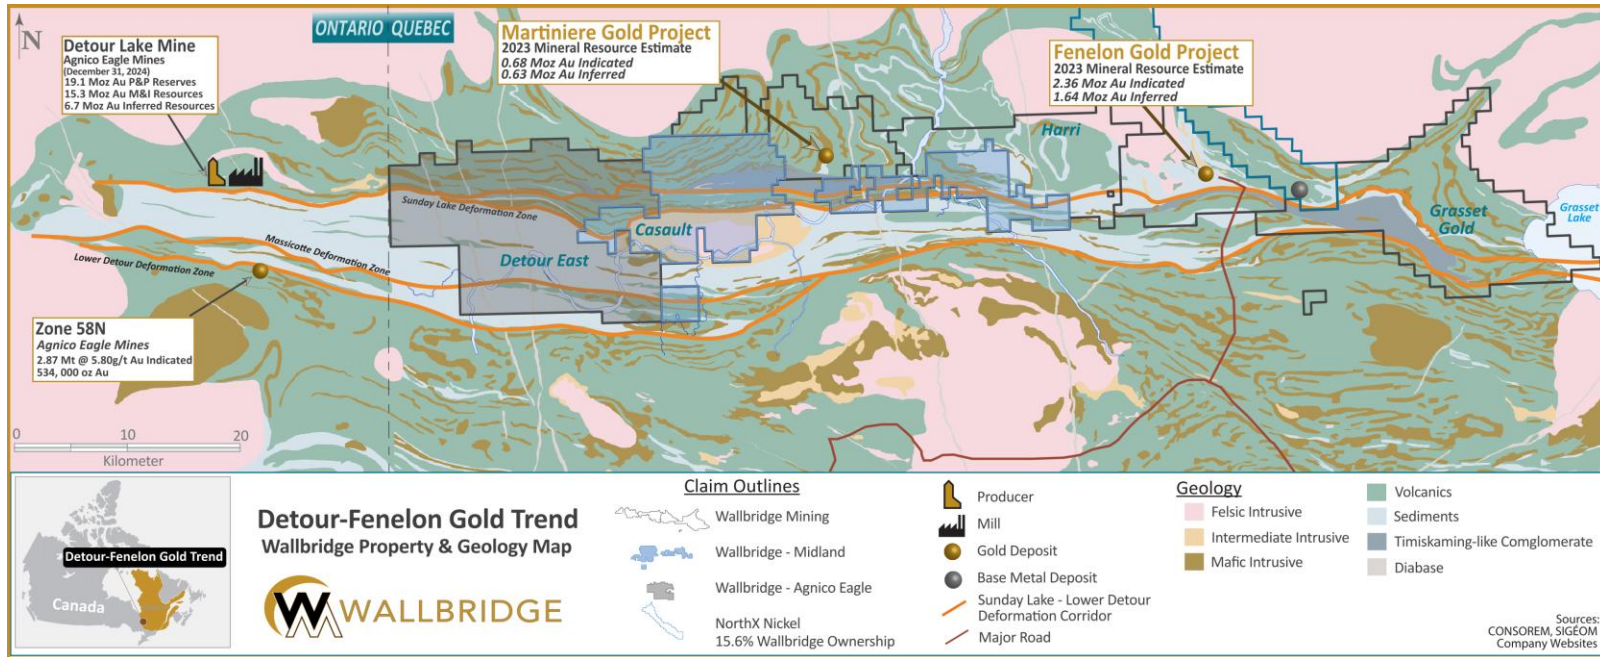 N
ONTARIO QUEBEC
Detour Lake Mine
Agnico Eagle Mines
(December 31, 2024)
19.1 Moz Au P&P Reserves
15.3 Moz Au M&I Resources
6.7 Moz Au Inferred Resources
Martiniere Gold Project
2023 Mineral Resource Estimate
0.68 Moz Au Indicated
0.63 Moz Au Inferred
Fenelon Gold Project
2023 Mineral Resource Estimate
2.36 Moz Au Indicated
1.64 Moz Au Inferred
Harri
Sunday Lake Deformation Zone
Casault
Detour East
Massicotte Deformation Zone
Lower Detour Deformation Zone
Grasset
Gold
Grasset
Lake
Zone 58N
Agnico Eagle Mines
2.87 Mt @ 5.80g/t Au Indicated
534, 000 oz Au
0 10 20
Kilometer
Detour-Fenelon Gold Trend
Canada
Detour-Fenelon Gold Trend
Wallbridge Property & Geology Map
WALLBRIDGE
Claim Outlines
Wallbridge Mining
Wallbridge - Midland
Wallbridge - Agnico Eagle
NorthX Nickel
15.6% Wallbridge Ownership
Producer
Mill
Gold Deposit
Base Metal Deposit
Sunday Lake - Lower Detour
Deformation Corridor
Major Road
Geology
Felsic Intrusive
Intermediate Intrusive
Mafic Intrusive
Volcanics
Sediments
Timiskaming-like Comglomerate
Diabase
Sources:
CONSOREM, SIGÉOM
Company Websites